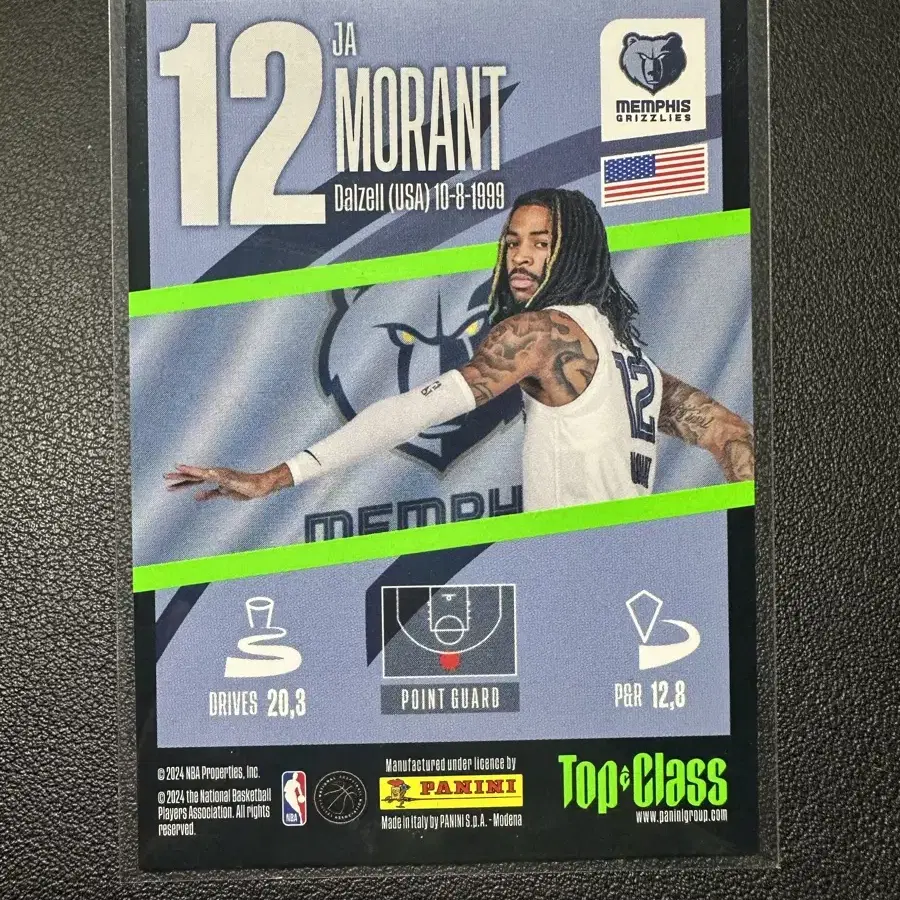 12
JA
MORANT
Dalzell (USA) 10-8-1999
MEMPHIS
GRIZZLIES
12
MEMPH
DRIVES 20,3
POINT GUARD
P&R 12,8
© 2024 NBA Properties, Inc.
© 2024 the National Basketball
Players Association. All rights
reserved.
NBA
Manufactured under licence by
PANINI
Made in Italy by PANINI S.p.A. - Modena
Top Class
www.paninigroup.com